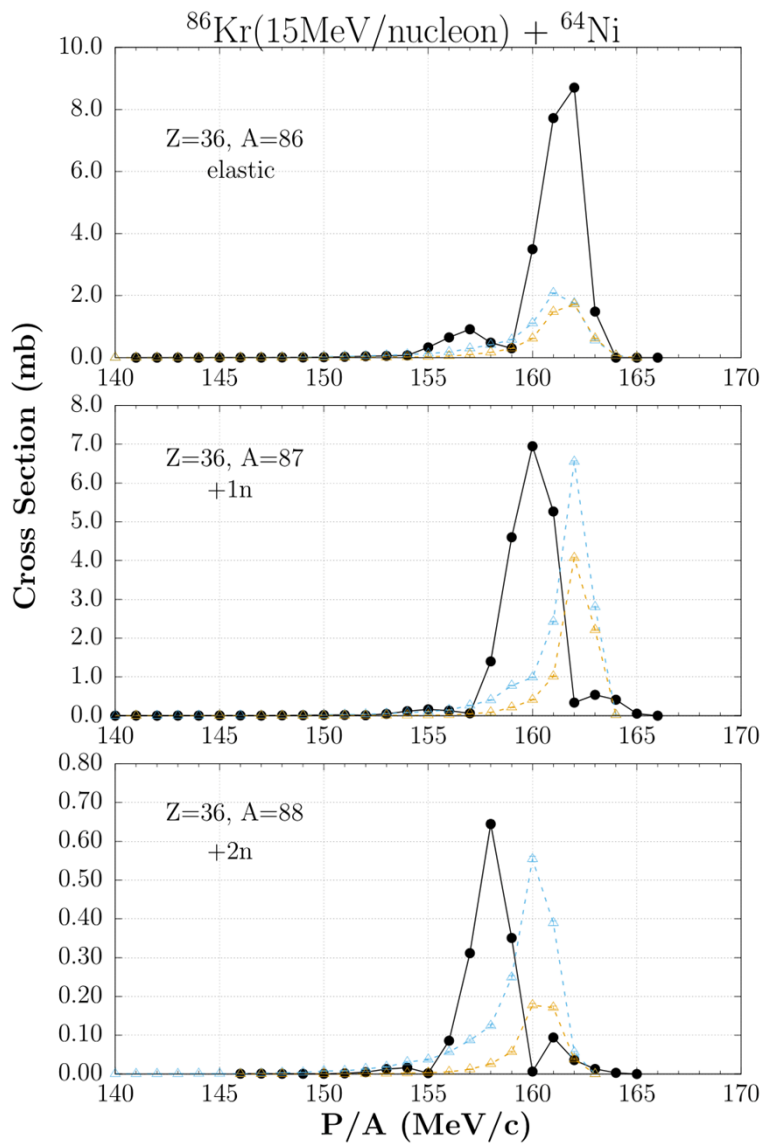 ⁸⁶Kr(15MeV/nucleon) + ⁶⁴Ni
10.0
8.0
6.0
4.0
2.0
0.0
Z=36, A=86
elastic
140 145 150 155 160 165 170
8.0
7.0
6.0
5.0
4.0
3.0
2.0
1.0
0.0
Z=36, A=87
+1n
140 145 150 155 160 165 170
0.80
0.70
0.60
0.50
0.40
0.30
0.20
0.10
0.00
Z=36, A=88
+2n
140 145 150 155 160 165 170
Cross Section (mb)
P/A (MeV/c)